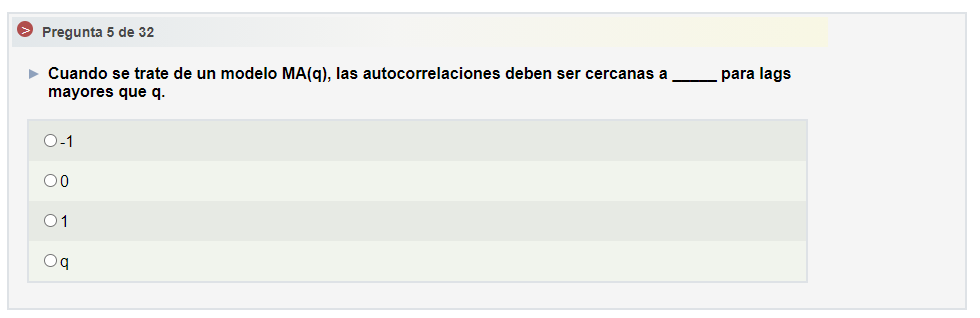 Pregunta 5 de 32
Cuando se trate de un modelo MA(q), las autocorrelaciones deben ser cercanas a _____ para lags
mayores que q.
-1
0
1
q